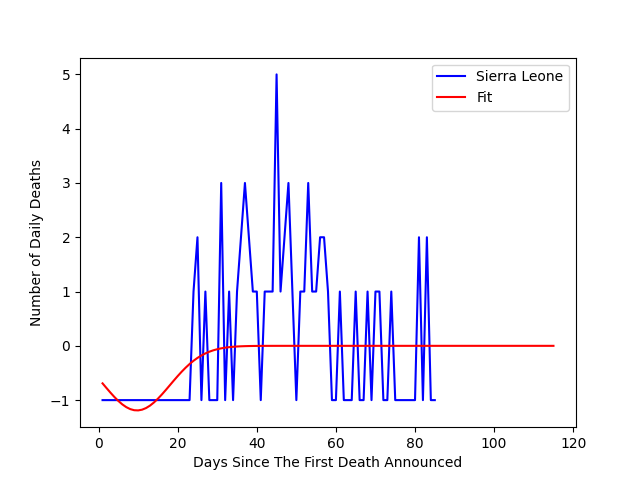 Sierra Leone
Fit
5
4
3
2
1
0
−1
0 20 40 60 80 100 120
Number of Daily Deaths
Days Since The First Death Announced